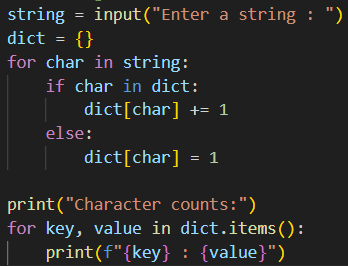 string = input("Enter a string : ")
dict = {}
for char in string:
    if char in dict:
        dict[char] += 1
    else:
        dict[char] = 1

print("Character counts:")
for key, value in dict.items():
    print(f"{key} : {value}")